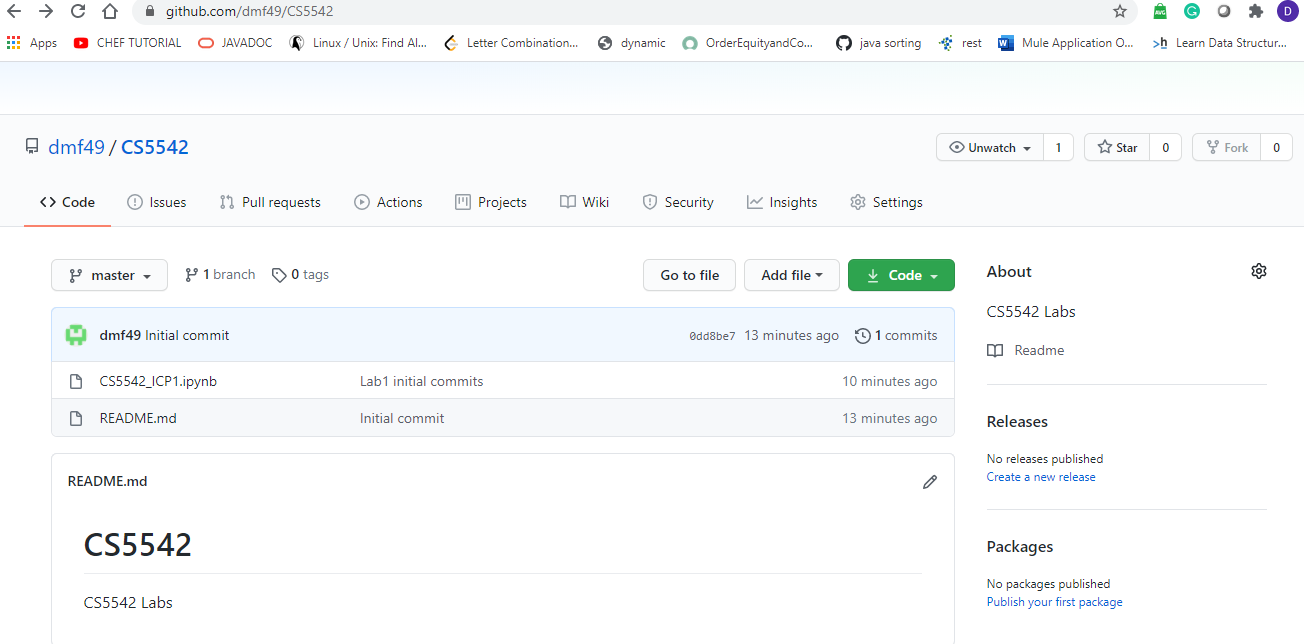 github.com/dmf49/CS5542
AVG G D
Apps CHEF TUTORIAL JAVADOC Linux / Unix: Find Al... Letter Combination... dynamic OrderEquityandCo... java sorting rest W Mule Application O... >h Learn Data Structur...
dmf49 / CS5542 Unwatch 1 Star 0 Fork 0
Code Issues Pull requests Actions Projects Wiki Security Insights Settings
master 1 branch 0 tags Go to file Add file Code
dmf49 Initial commit 0dd8be7 13 minutes ago 1 commits
CS5542_ICP1.ipynb Lab1 initial commits 10 minutes ago
README.md Initial commit 13 minutes ago
README.md
CS5542
CS5542 Labs
About
CS5542 Labs
Readme
Releases
No releases published
Create a new release
Packages
No packages published
Publish your first package